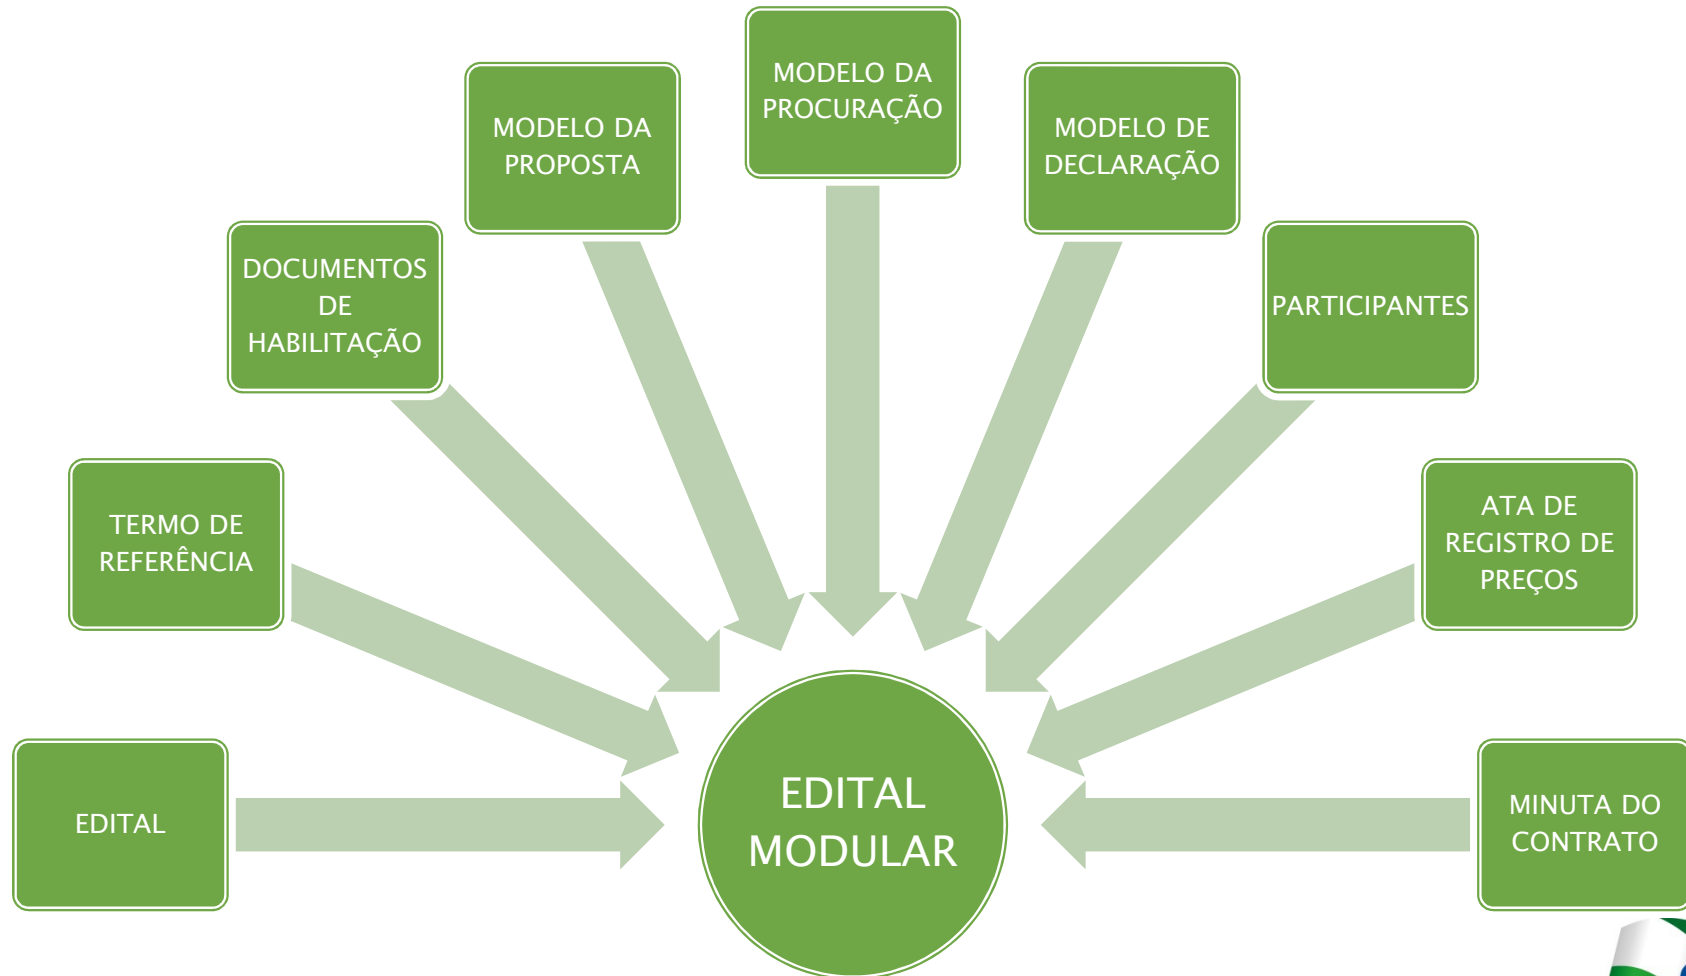 MODELO DA
PROCURAÇÃO
MODELO DA
PROPOSTA
MODELO DE
DECLARAÇÃO
DOCUMENTOS
DE
HABILITAÇÃO
PARTICIPANTES
TERMO DE
REFERÊNCIA
ATA DE
REGISTRO DE
PREÇOS
EDITAL
EDITAL
MODULAR
MINUTA DO
CONTRATO